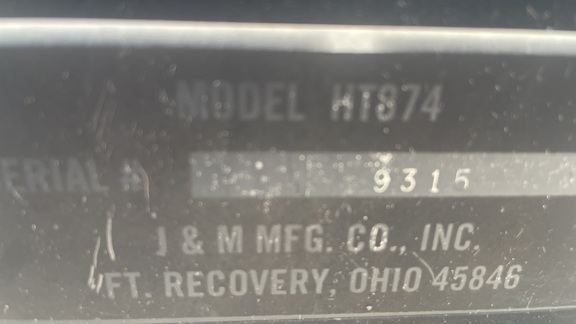 MODEL HT874
ERIAL #
9315
J & M MFG. CO., INC.
FT. RECOVERY, OHIO 45846